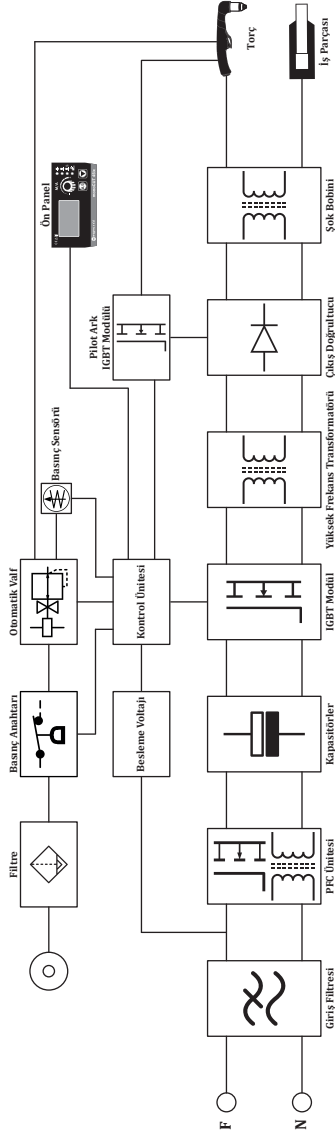 Filtre
Basınç Anahtarı
Otomatik Valf
Basınç Sensörü
Ön Panel
Torç
İş Parçası
Besleme Voltajı
Kontrol Ünitesi
Pilot Ark
IGBT Modülü
F
N
Giriş Filtresi
PFC Ünitesi
Kapasitörler
IGBT Modül
Yüksek Frekans Transformatörü
Çıkış Doğrultucu
Şok Bobini